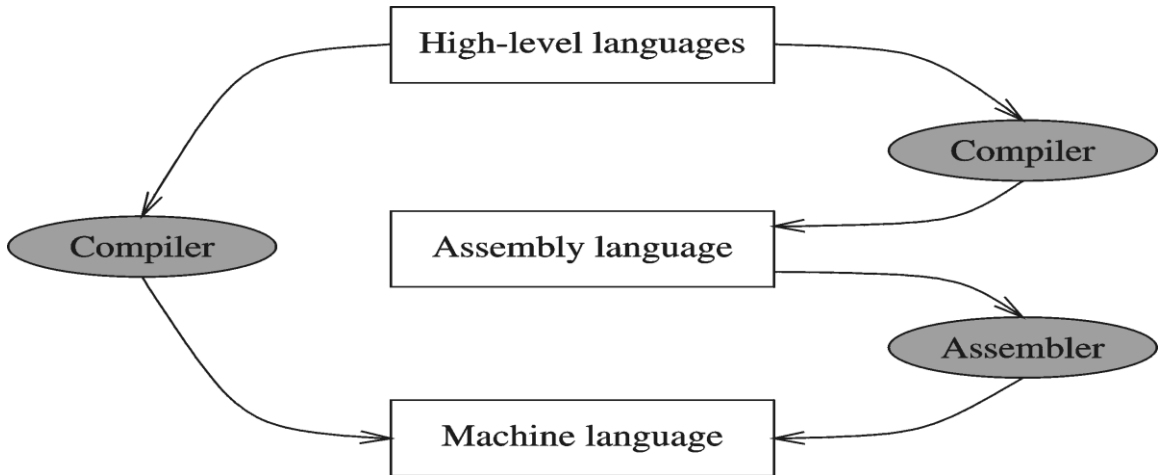 High-level languages
Compiler
Compiler
Assembly language
Assembler
Machine language